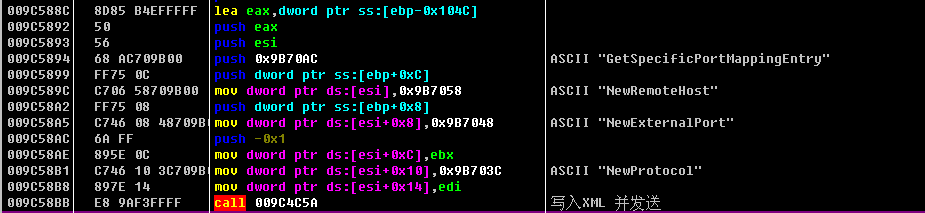 009C588C 8D85 B4EFFFFF lea eax,dword ptr ss:[ebp-0x104C]
009C5892 50 push eax
009C5893 56 push esi
009C5894 68 AC709B00 push 0x9B70AC ASCII "GetSpecificPortMappingEntry"
009C5899 FF75 0C push dword ptr ss:[ebp+0xC]
009C589C C706 58709B00 mov dword ptr ds:[esi],0x9B7058 ASCII "NewRemoteHost"
009C58A2 FF75 08 push dword ptr ss:[ebp+0x8]
009C58A5 C746 08 48709B0 mov dword ptr ds:[esi+0x8],0x9B7048 ASCII "NewExternalPort"
009C58AC 6A FF push -0x1
009C58AE 895E 0C mov dword ptr ds:[esi+0xC],ebx
009C58B1 C746 10 3C709B0 mov dword ptr ds:[esi+0x10],0x9B703C ASCII "NewProtocol"
009C58B8 897E 14 mov dword ptr ds:[esi+0x14],edi
009C58BB E8 9AF3FFFF call 009C4C5A 写入XML 并发送